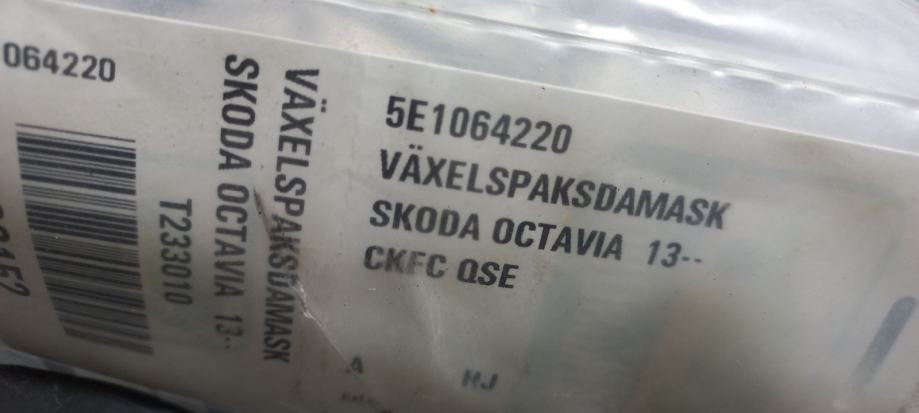 064220
VÄXELSPAKSDAMASK
SKODA OCTAVIA 13--
T233010
5E1064220
VÄXELSPAKSDAMASK
SKODA OCTAVIA 13--
CKFC QSE
A
HJ